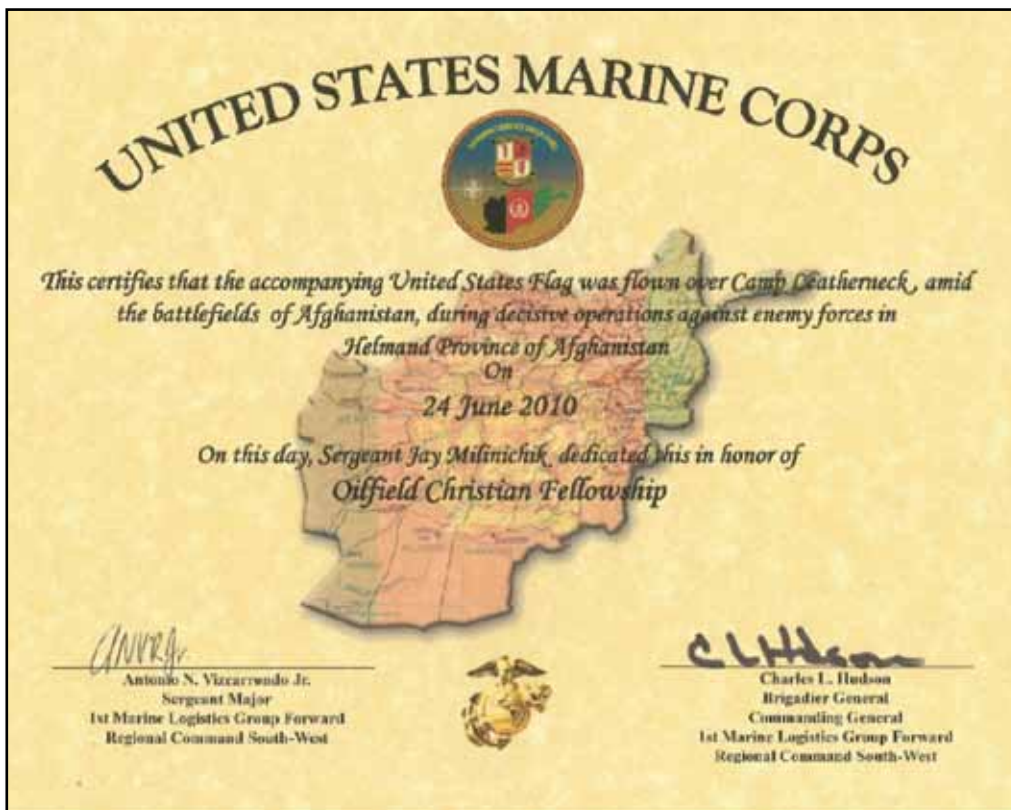 UNITED STATES MARINE CORPS
This certifies that the accompanying United States Flag was flown over Camp Leatherneck, amid
the battlefields of Afghanistan, during decisive operations against enemy forces in
Helmand Province of Afghanistan
On
24 June 2010
On this day, Sergeant Jay Milinichik dedicated this in honor of
Oilfield Christian Fellowship
C L Hudson
Antonio N. Vizcarrondo Jr.
Sergeant Major
1st Marine Logistics Group Forward
Regional Command South-West
Charles L. Hudson
Brigadier General
Commanding General
1st Marine Logistics Group Forward
Regional Command South-West